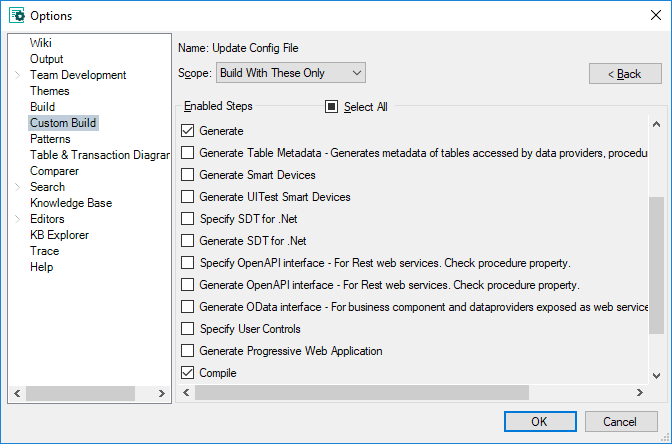 Options
Wiki
Output
Team Development
Themes
Build
Custom Build
Patterns
Table & Transaction Diagram
Comparer
Search
Knowledge Base
Editors
KB Explorer
Trace
Help
Name: Update Config File
Scope: Build With These Only
< Back
Enabled Steps
Select All
Generate
Generate Table Metadata - Generates metadata of tables accessed by data providers, procedu
Generate Smart Devices
Generate UITest Smart Devices
Specify SDT for .Net
Generate SDT for .Net
Specify OpenAPI interface - For Rest web services. Check procedure property.
Generate OpenAPI interface - For Rest web services. Check procedure property.
Generate OData interface - For business component and dataproviders exposed as web service
Specify User Controls
Generate Progressive Web Application
Compile
OK
Cancel